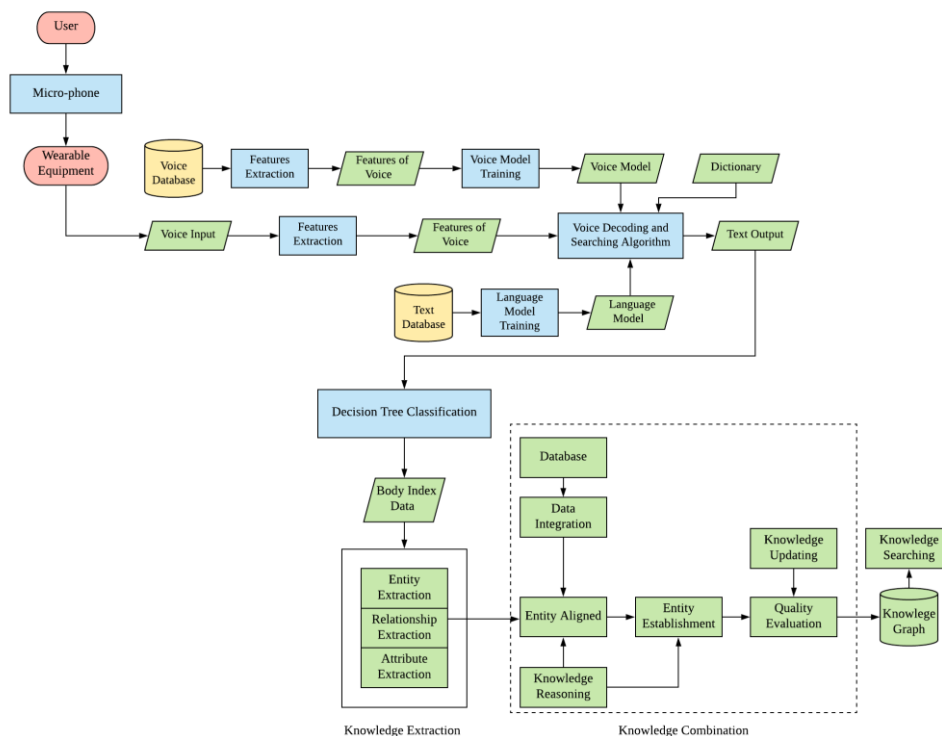 User
Micro-phone
Wearable
Equipment
Voice
Database
Features
Extraction
Features of
Voice
Voice Model
Training
Voice Model
Dictionary
Voice Input
Features
Extraction
Features of
Voice
Voice Decoding and
Searching Algorithm
Text Output
Text
Database
Language
Model
Training
Language
Model
Decision Tree Classification
Body Index
Data
Database
Data
Integration
Knowledge
Updating
Knowledge
Searching
Entity
Extraction
Relationship
Extraction
Attribute
Extraction
Entity Aligned
Entity
Establishment
Quality
Evaluation
Knowlege
Graph
Knowledge
Reasoning
Knowledge Extraction
Knowledge Combination